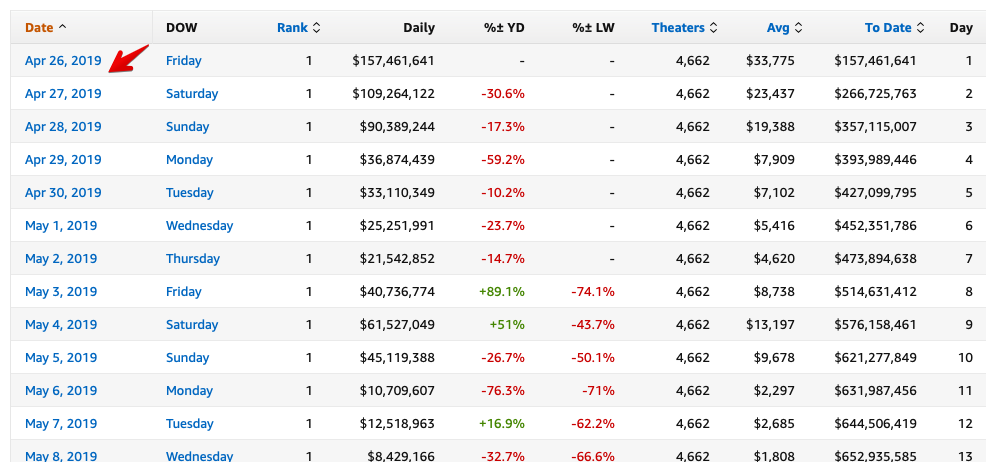 Date DOW Rank Daily %± YD %± LW Theaters Avg To Date Day
Apr 26, 2019 Friday 1 $157,461,641 - - 4,662 $33,775 $157,461,641 1
Apr 27, 2019 Saturday 1 $109,264,122 -30.6% - 4,662 $23,437 $266,725,763 2
Apr 28, 2019 Sunday 1 $90,389,244 -17.3% - 4,662 $19,388 $357,115,007 3
Apr 29, 2019 Monday 1 $36,874,439 -59.2% - 4,662 $7,909 $393,989,446 4
Apr 30, 2019 Tuesday 1 $33,110,349 -10.2% - 4,662 $7,102 $427,099,795 5
May 1, 2019 Wednesday 1 $25,251,991 -23.7% - 4,662 $5,416 $452,351,786 6
May 2, 2019 Thursday 1 $21,542,852 -14.7% - 4,662 $4,620 $473,894,638 7
May 3, 2019 Friday 1 $40,736,774 +89.1% -74.1% 4,662 $8,738 $514,631,412 8
May 4, 2019 Saturday 1 $61,527,049 +51% -43.7% 4,662 $13,197 $576,158,461 9
May 5, 2019 Sunday 1 $45,119,388 -26.7% -50.1% 4,662 $9,678 $621,277,849 10
May 6, 2019 Monday 1 $10,709,607 -76.3% -71% 4,662 $2,297 $631,987,456 11
May 7, 2019 Tuesday 1 $12,518,963 +16.9% -62.2% 4,662 $2,685 $644,506,419 12
May 8, 2019 Wednesday 1 $8,429,166 -32.7% -66.6% 4,662 $1,808 $652,935,585 13